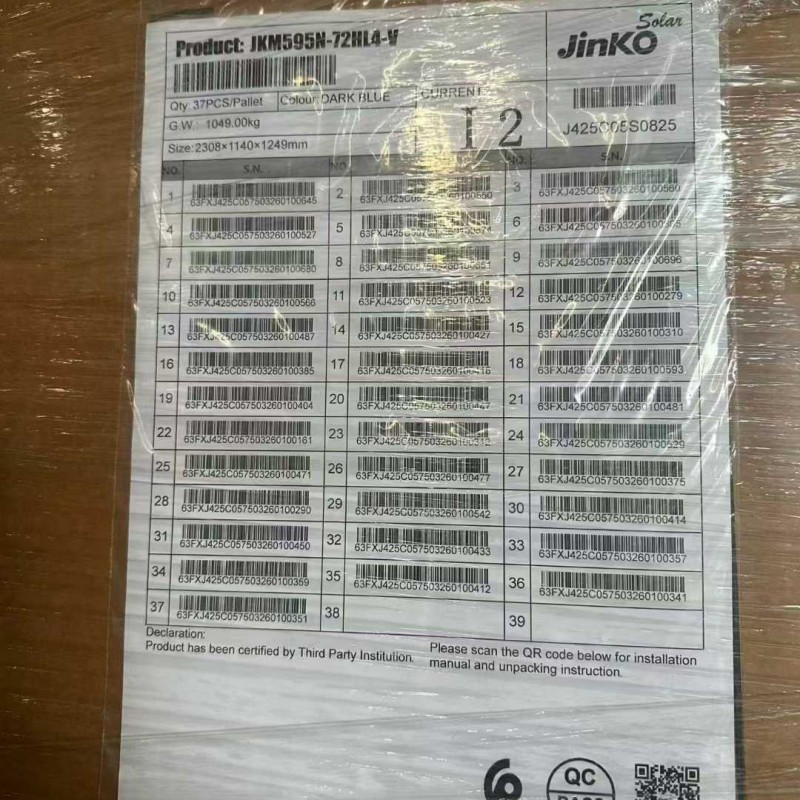 Product: JKM595N-72HL4-V
Solar
JinKO
Qty: 37PCS/Pallet Colour: DARK BLUE CURRENT
I 2
G.W.: 1049.00kg
J425C05S0825
Size: 2308×1140×1249mm
NO. S.N. NO. NO. S.N.
1 63FXJ425C057503260100645 2 3 63FXJ425C057503260100560
4 63FXJ425C057503260100527 5 6
7 63FXJ425C057503260100680 8 9 63FXJ425C057503260100696
10 63FXJ425C057503260100566 11 63FXJ425C057503260100523 12 63FXJ425C057503260100279
13 63FXJ425C057503260100487 14 63FXJ425C057503260100427 15 63FXJ425C057503260100310
16 63FXJ425C057503260100385 17 18 63FXJ425C057503260100593
19 63FXJ425C057503260100404 20 21 63FXJ425C057503260100481
22 63FXJ425C057503260100161 23 24 63FXJ425C057503260100529
25 63FXJ425C057503260100471 26 63FXJ425C057503260100477 27 63FXJ425C057503260100375
28 63FXJ425C057503260100290 29 63FXJ425C057503260100542 30 63FXJ425C057503260100414
31 63FXJ425C057503260100450 32 63FXJ425C057503260100433 33 63FXJ425C057503260100357
34 63FXJ425C057503260100359 35 63FXJ425C057503260100412 36 63FXJ425C057503260100341
37 63FXJ425C057503260100351 38 39
Declaration:
Product has been certified by Third Party Institution.
Please scan the QR code below for installation
manual and unpacking instruction.
QC